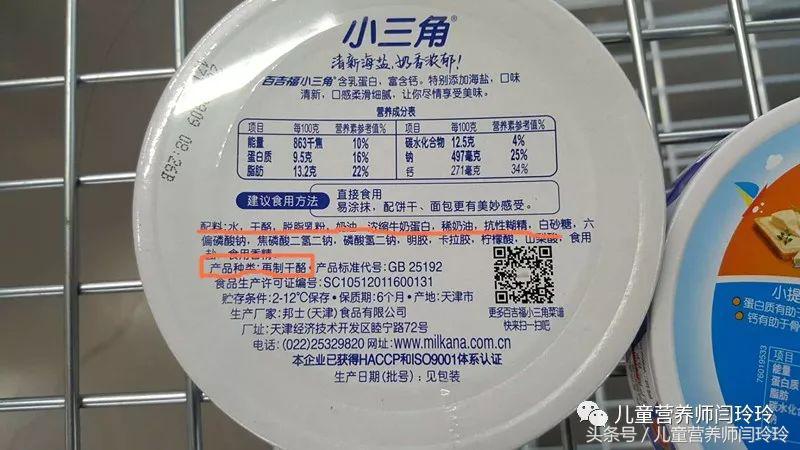 小三角®
清新海盐,奶香浓郁!
百吉福小三角®含乳蛋白、富含钙。特别添加海盐,口味
清新,口感柔滑细腻,让你尽情享受美味。
营养成分表
项目 每100克 营养素参考值% 项目 每100克 营养素参考值%
能量 863千焦 10% 碳水化合物 12.5克 4%
蛋白质 9.5克 16% 钠 497毫克 25%
脂肪 13.2克 22% 钙 271毫克 34%
建议食用方法
直接食用
易涂抹,配饼干、面包更有美妙感受。
配料:水,干酪,脱脂乳粉,奶油,浓缩牛奶蛋白,稀奶油,抗性糊精,白砂糖,六
偏磷酸钠,焦磷酸二氢二钠,磷酸氢二钠,明胶,卡拉胶,柠檬酸,山梨酸,食用
盐,食用香精
产品种类:再制干酪,产品标准代号:GB 25192
食品生产许可证编号:SC10512011600131
贮存条件:2-12°C保存·保质期:6个月·产地:天津市
生产厂家:邦士(天津)食品有限公司
厂址:天津经济技术开发区睦宁路72号
电话:(022)25329820 网址:www.milkana.com.cn
本企业已获得HACCP和ISO9001体系认证
生产日期(批号):见包装
更多百吉福小三角菜谱
快来扫一扫吧
小提
蛋白质有助于
钙有助于骨
76019533
项目
能量
蛋白质
脂肪
碳水化合
钠
儿童营养师闫玲玲
头条号/儿童营养师闫玲玲